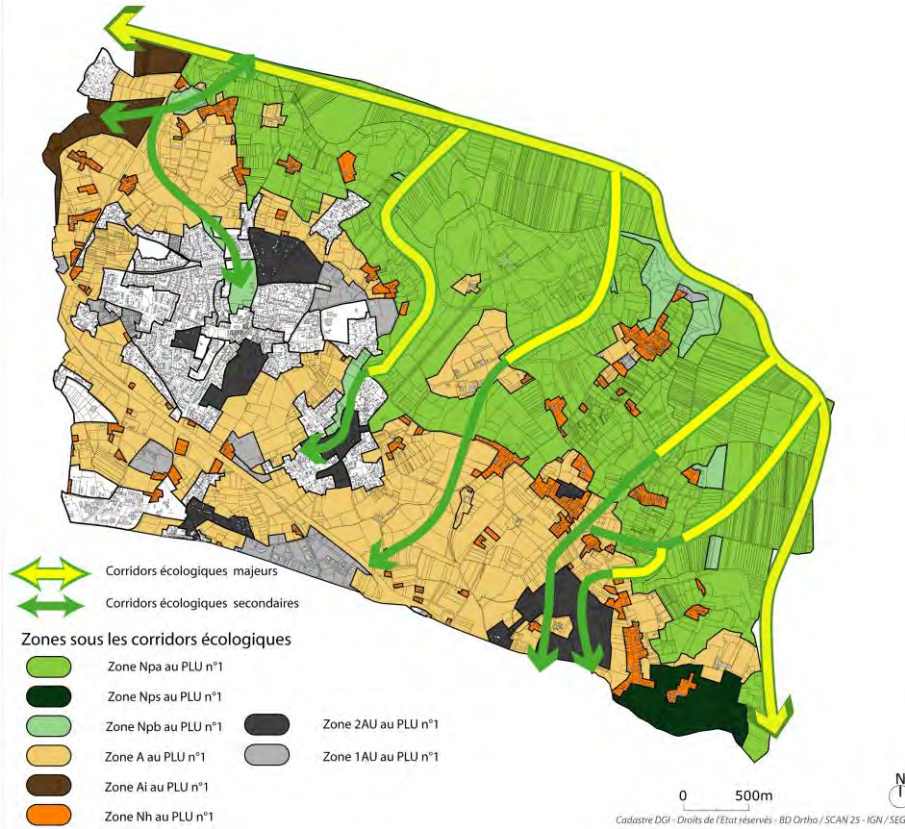 Corridors écologiques majeurs
Corridors écologiques secondaires
Zones sous les corridors écologiques
Zone Npa au PLU n°1
Zone Nps au PLU n°1
Zone Npb au PLU n°1
Zone 2AU au PLU n°1
Zone A au PLU n°1
Zone 1AU au PLU n°1
Zone Ai au PLU n°1
Zone Nh au PLU n°1
0 500m
N
Cadastre DGI - Droits de l'Etat réservés - BD Ortho / SCAN 25 - IGN / SEG